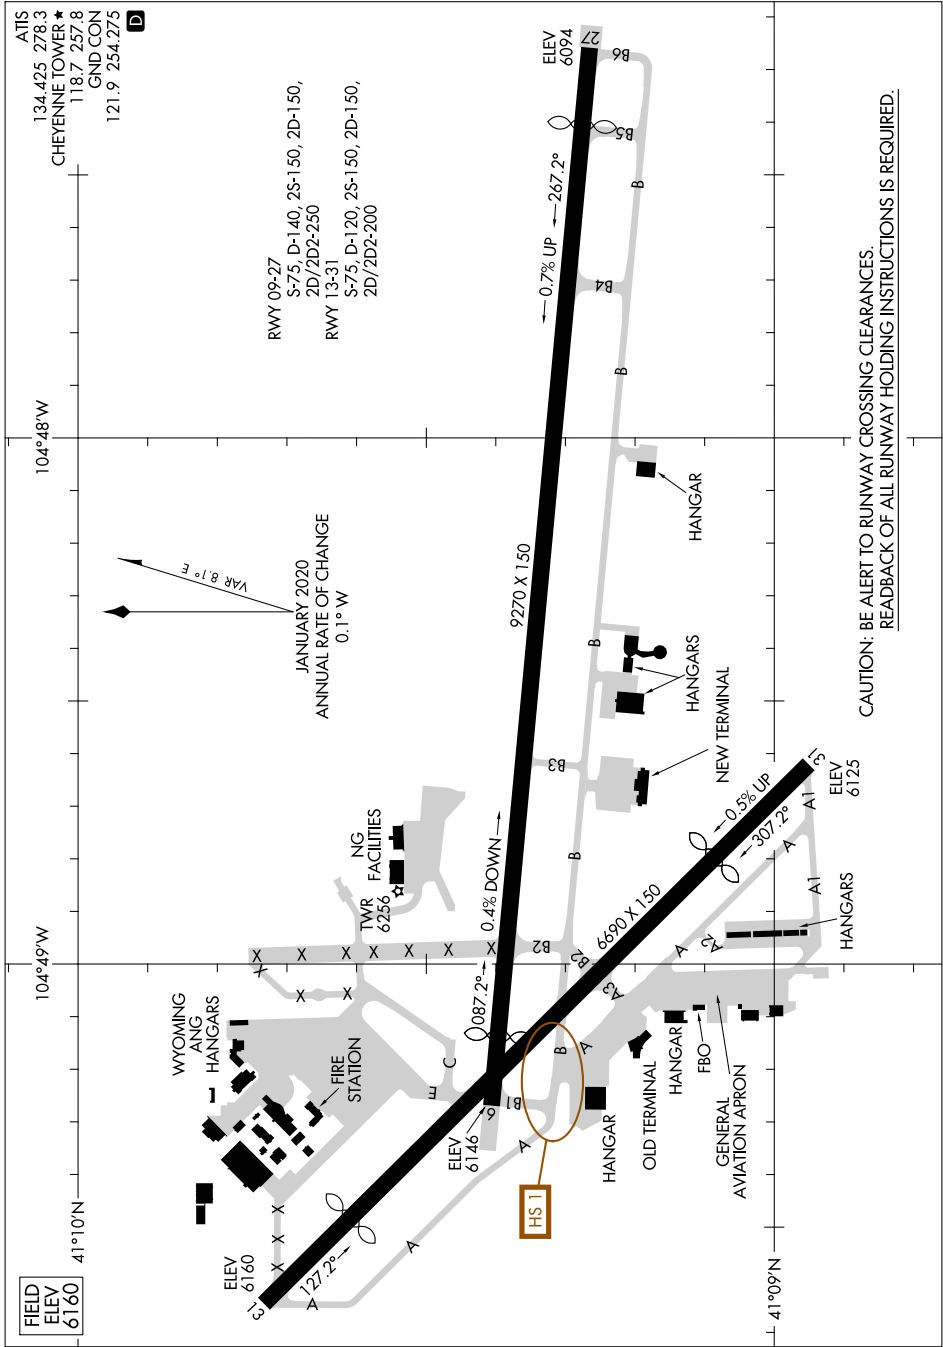 ATIS
134.425 278.3
CHEYENNE TOWER ★
118.7 257.8
GND CON
121.9 254.275
D
FIELD
ELEV
6160
41°10'N
41°09'N
104°49'W
104°48'W
RWY 09-27
S-75, D-140, 2S-150, 2D-150,
2D/2D2-250
RWY 13-31
S-75, D-120, 2S-150, 2D-150,
2D/2D2-200
VAR 8.1° E
JANUARY 2020
ANNUAL RATE OF CHANGE
0.1° W
WYOMING
ANG
HANGARS
FIRE
STATION
TWR
6256
NG
FACILITIES
X
X
X
X
X
X
X
X
X
X
X
X
X
ELEV
6160
13
127.2°
A
A
A
E
C
ELEV
6146
9
B1
087.2°
0.4% DOWN
9270 X 150
0.7% UP
267.2°
ELEV
6094
27
B6
B5
B4
B
B
B
B
B
B3
B2
B2
HS 1
A
A3
A
A2
A
A1
A1
6690 X 150
0.5% UP
307.2°
31
ELEV
6125
HANGAR
OLD TERMINAL
HANGAR
FBO
GENERAL
AVIATION APRON
HANGARS
NEW TERMINAL
HANGARS
HANGAR
CAUTION: BE ALERT TO RUNWAY CROSSING CLEARANCES.
READBACK OF ALL RUNWAY HOLDING INSTRUCTIONS IS REQUIRED.